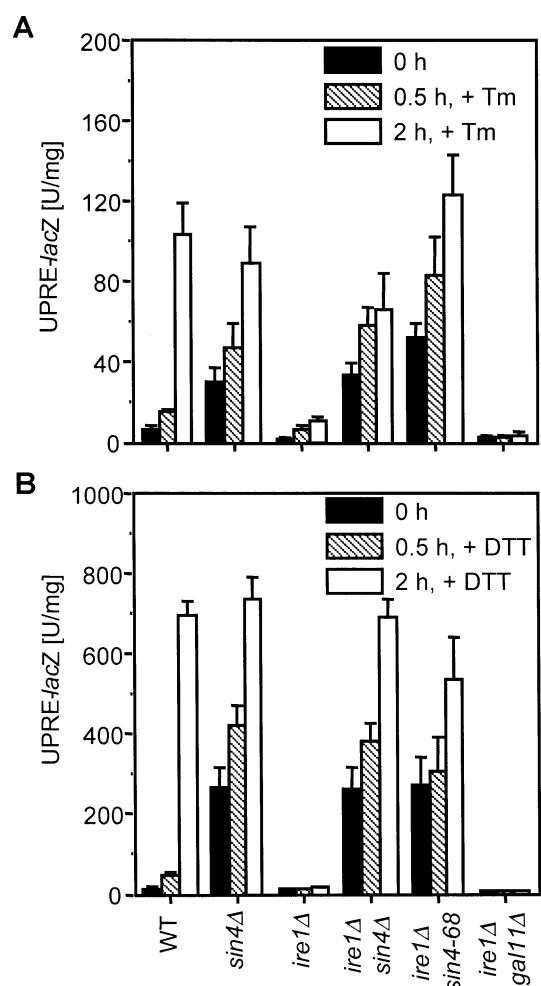 A
200
160
120
80
40
0
UPRE-lacZ [U/mg]
0 h
0.5 h, + Tm
2 h, + Tm
B
1000
800
600
400
200
0
UPRE-lacZ [U/mg]
0 h
0.5 h, + DTT
2 h, + DTT
WT
sin4Δ
ire1Δ
ire1Δ
sin4Δ
ire1Δ
sin4-68
ire1Δ
gal11Δ